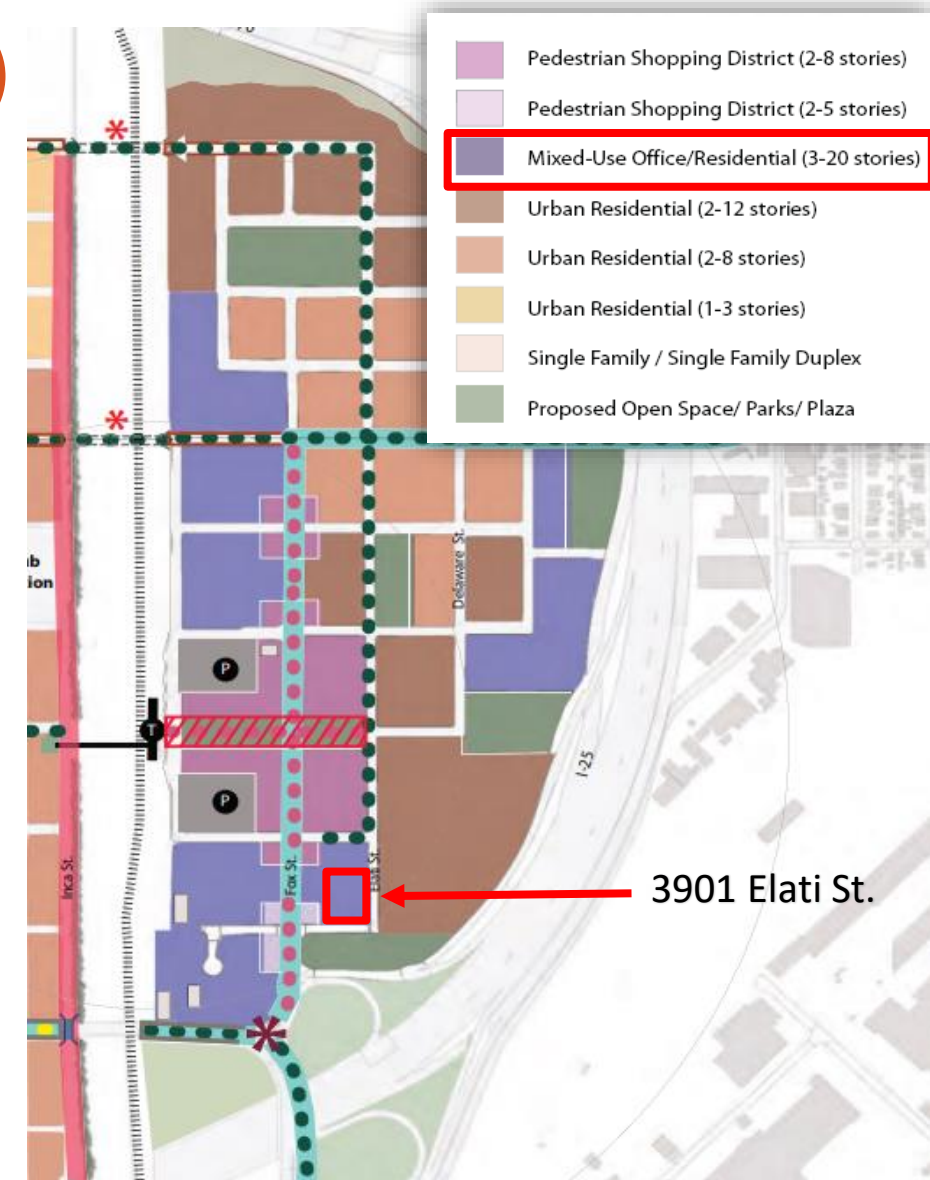 Pedestrian Shopping District (2-8 stories)
Pedestrian Shopping District (2-5 stories)
Mixed-Use Office/Residential (3-20 stories)
Urban Residential (2-12 stories)
Urban Residential (2-8 stories)
Urban Residential (1-3 stories)
Single Family / Single Family Duplex
Proposed Open Space/ Parks/ Plaza
ub
ion
Delaware St.
P
T
I-25
P
Inca St.
Fox St.
Elati St.
3901 Elati St.